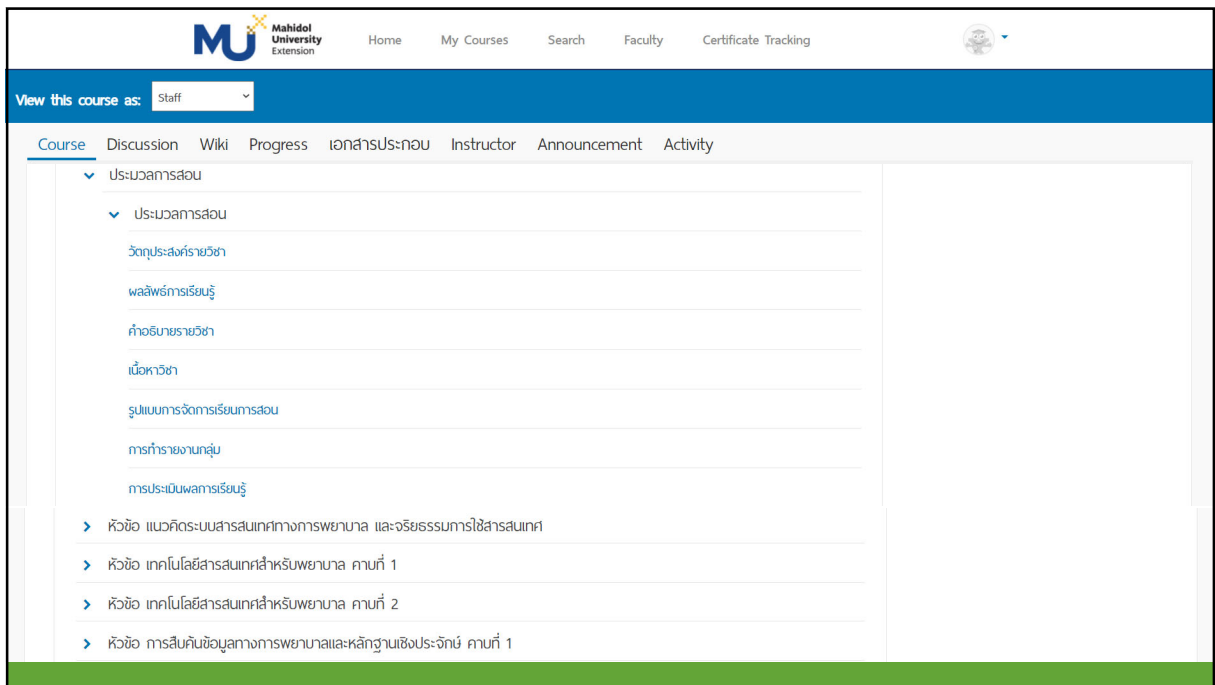 Mahidol
University
Extension
Home My Courses Search Faculty Certificate Tracking
View this course as: Staff
Course Discussion Wiki Progress เอกสารประกอบ Instructor Announcement Activity
ประมวลการสอน
ประมวลการสอน
วัตถุประสงค์รายวิชา
ผลลัพธ์การเรียนรู้
คำอธิบายรายวิชา
เนื้อหาวิชา
รูปแบบการจัดการเรียนการสอน
การทำรายงานกลุ่ม
การประเมินผลการเรียนรู้
หัวข้อ แนวคิดระบบสารสนเทศทางการพยาบาล และจริยธรรมการใช้สารสนเทศ
หัวข้อ เทคโนโลยีสารสนเทศสำหรับพยาบาล คาบที่ 1
หัวข้อ เทคโนโลยีสารสนเทศสำหรับพยาบาล คาบที่ 2
หัวข้อ การสืบค้นข้อมูลทางการพยาบาลและหลักฐานเชิงประจักษ์ คาบที่ 1